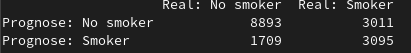 Real: No smoker Real: Smoker
Prognose: No smoker 8893 3011
Prognose: Smoker 1709 3095